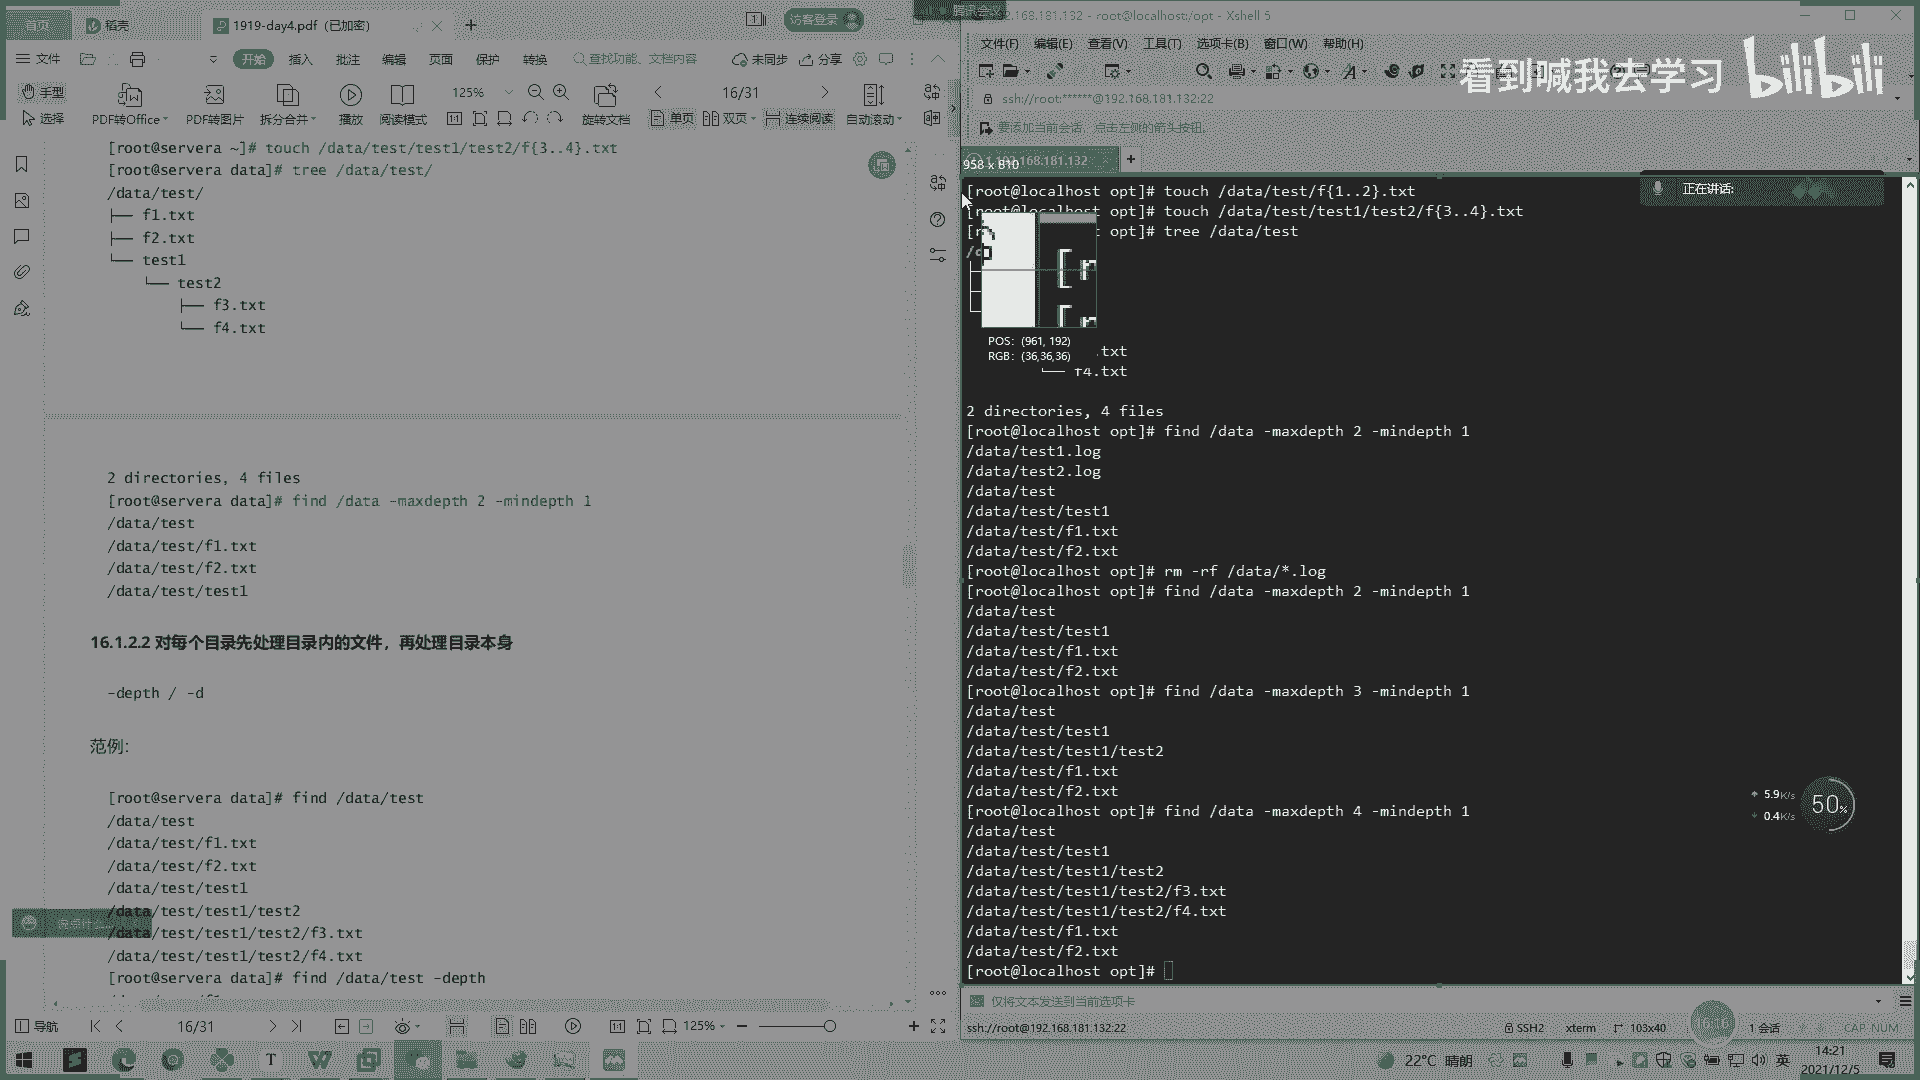 首页
稻壳
1919-day4.pdf（已加密）
访客登录
文件
开始
插入
批注
编辑
页面
保护
转换
查找功能、文档内容
未同步
分享
手型
选择
PDF转Office
PDF转图片
拆分合并
播放
阅读模式
125%
16/31
旋转文档
单页
双页
连续阅读
自动滚动
[root@servera ~]# touch /data/test/test1/test2/f{3..4}.txt
[root@servera data]# tree /data/test/
/data/test/
├── f1.txt
├── f2.txt
└── test1
└── test2
├── f3.txt
└── f4.txt
2 directories, 4 files
[root@servera data]# find /data -maxdepth 2 -mindepth 1
/data/test
/data/test/f1.txt
/data/test/f2.txt
/data/test/test1
16.1.2.2 对每个目录先处理目录内的文件，再处理目录本身
-depth / -d
范例：
[root@servera data]# find /data/test
/data/test
/data/test/f1.txt
/data/test/f2.txt
/data/test/test1
/data/test/test1/test2
/data/test/test1/test2/f3.txt
/data/test/test1/test2/f4.txt
[root@servera data]# find /data/test -depth
导航
16/31
125%
腾讯会议
192.168.181.132 - root@localhost:/opt - Xshell 5
文件(F)
编辑(E)
查看(V)
工具(T)
选项卡(B)
窗口(W)
帮助(H)
看到喊我去学习
bilibili
ssh://root:******@192.168.181.132:22
要添加当前会话，点击左侧的箭头按钮。
1 192.168.181.132
958 x 810
正在讲话:
[root@localhost opt]# touch /data/test/f{1..2}.txt
[root@localhost opt]# touch /data/test/test1/test2/f{3..4}.txt
opt]# tree /data/test
POS: (961, 192)
RGB: (36,36,36)
.txt
└── f4.txt
2 directories, 4 files
[root@localhost opt]# find /data -maxdepth 2 -mindepth 1
/data/test1.log
/data/test2.log
/data/test
/data/test/test1
/data/test/f1.txt
/data/test/f2.txt
[root@localhost opt]# rm -rf /data/*.log
[root@localhost opt]# find /data -maxdepth 2 -mindepth 1
/data/test
/data/test/test1
/data/test/f1.txt
/data/test/f2.txt
[root@localhost opt]# find /data -maxdepth 3 -mindepth 1
/data/test
/data/test/test1
/data/test/test1/test2
/data/test/f1.txt
/data/test/f2.txt
[root@localhost opt]# find /data -maxdepth 4 -mindepth 1
/data/test
/data/test/test1
/data/test/test1/test2
/data/test/test1/test2/f3.txt
/data/test/test1/test2/f4.txt
/data/test/f1.txt
/data/test/f2.txt
[root@localhost opt]#
5.9K/s
0.4K/s
50%
仅将文本发送到当前选项卡
ssh://root@192.168.181.132:22
SSH2
xterm
103x40
16:16
1 会话
CAP NUM
22°C 晴朗
英
14:21
2021/12/5